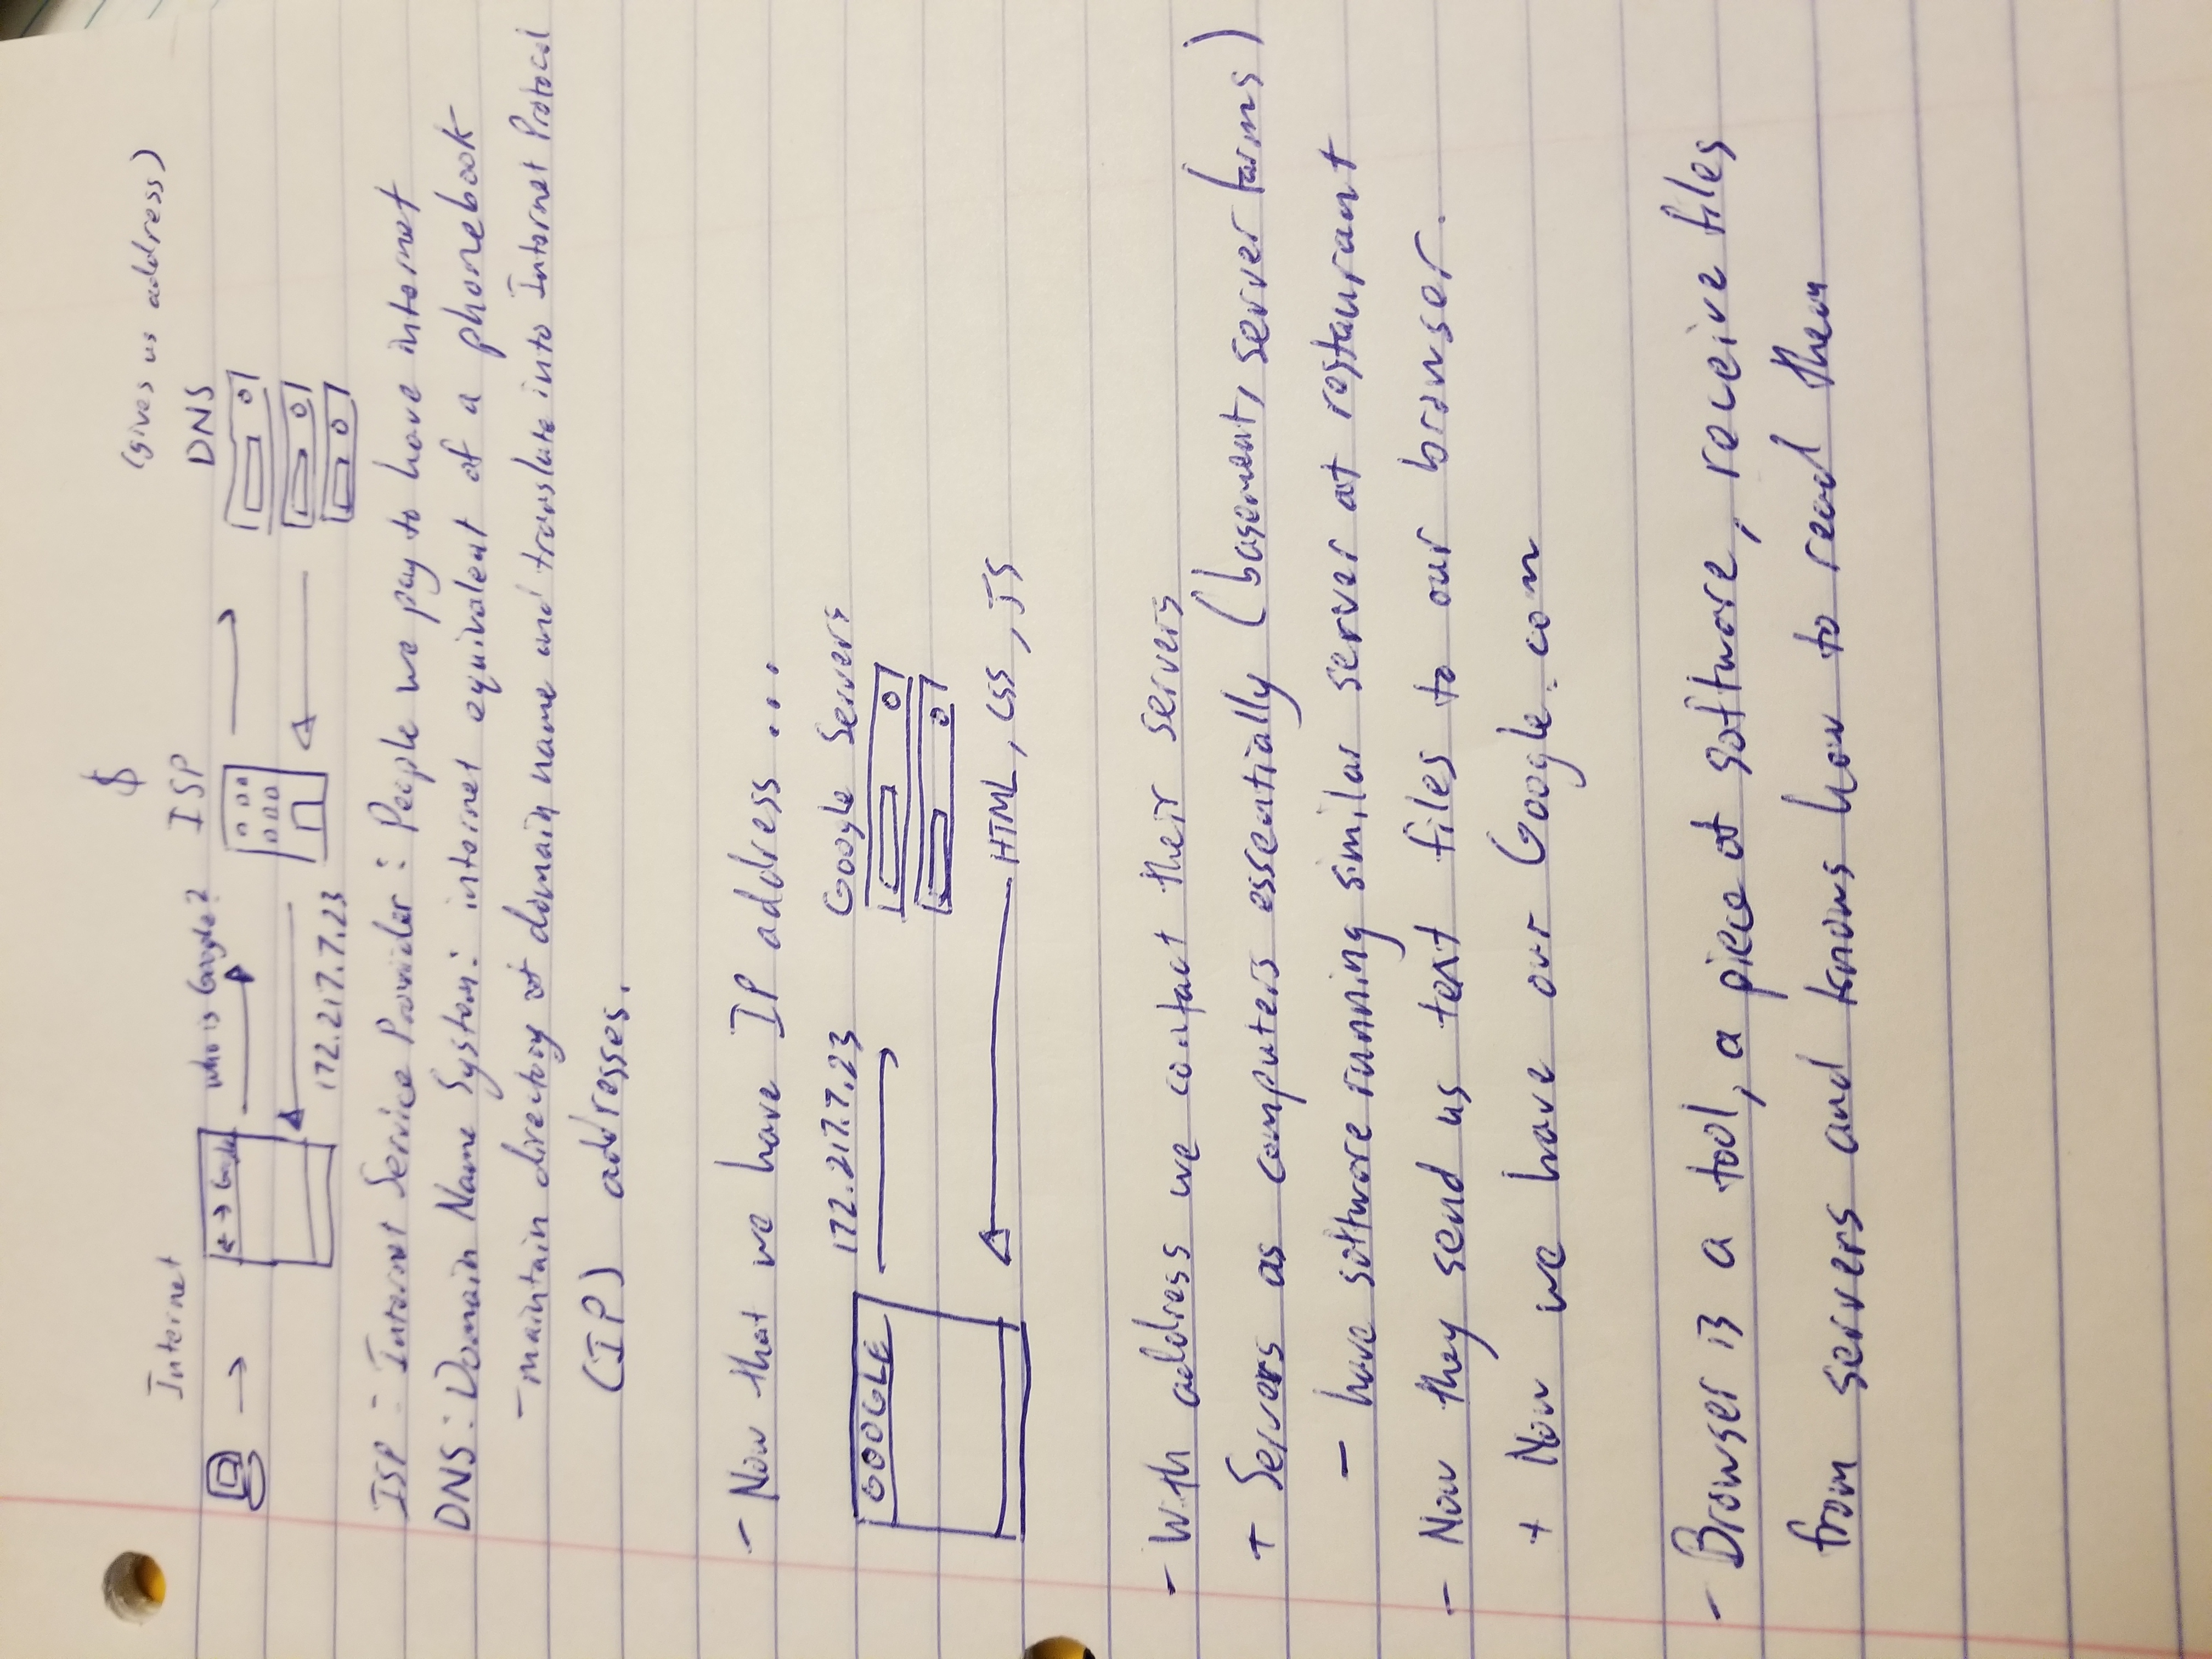 $
(gives us address)
Internet
ISP
DNS
← → Google
who is Google?
172.217.7.23
ISP : Internet Service Provider : People we pay to have internet
DNS : Domain Name System : internet equivalent of a phonebook
- maintain directory of domain name and translate into Internet Protocol
(IP) addresses.
- Now that we have IP address ...
172.217.7.23
Google Servers
GOOGLE
HTML, CSS, JS
- With address we contact their servers
+ Servers as computers essentially (basement, server farms)
- have software running similar server at restaurant
- Now they send us text files to our browser.
+ Now we have our Google.com
- Browser is a tool, a piece of software, receive files
from servers and knows how to read them